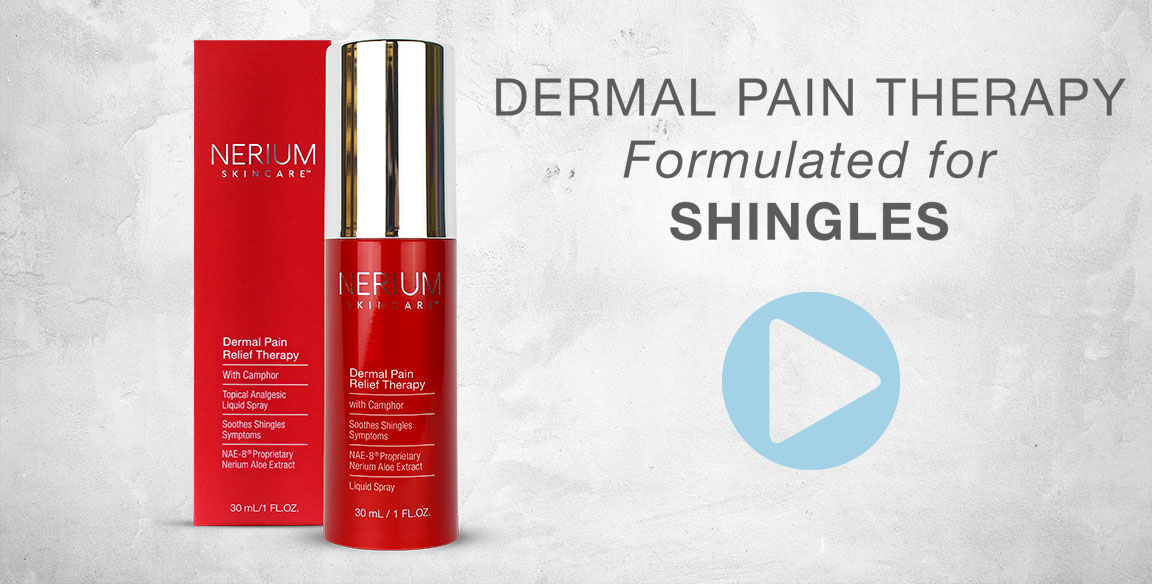 NERIUM
SKINCARE™
Dermal Pain
Relief Therapy
With Camphor
Topical Analgesic
Liquid Spray
Soothes Shingles
Symptoms
NAE-8® Proprietary
Nerium Aloe Extract
30 mL/1 FL.OZ.
NERIUM
SKINCARE™
Dermal Pain
Relief Therapy
with Camphor
Soothes Shingles
Symptoms
NAE-8® Proprietary
Nerium Aloe Extract
Liquid Spray
30 mL / 1 FL.OZ.
DERMAL PAIN THERAPY
Formulated for
SHINGLES